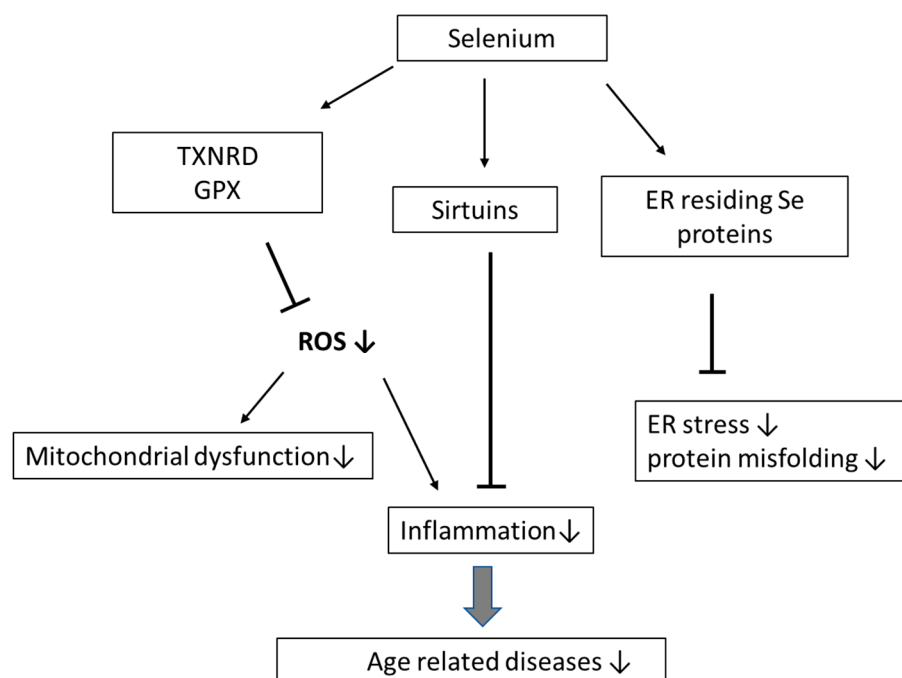 Selenium
TXNRD
GPX
Sirtuins
ER residing Se
proteins
ROS ↓
Mitochondrial dysfunction ↓
ER stress ↓
protein misfolding ↓
Inflammation ↓
Age related diseases ↓